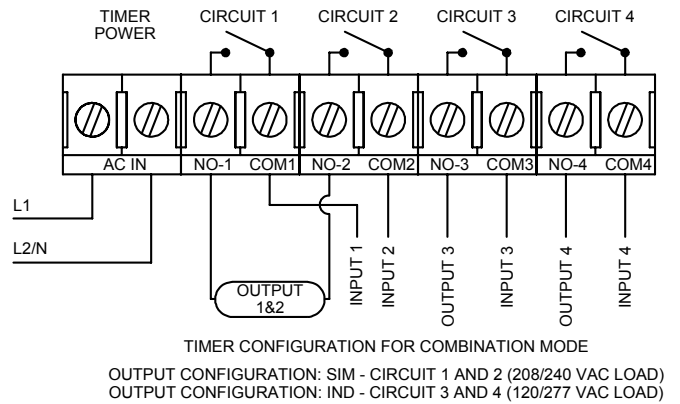 TIMER POWER
CIRCUIT 1
CIRCUIT 2
CIRCUIT 3
CIRCUIT 4
AC IN
NO-1
COM1
NO-2
COM2
NO-3
COM3
NO-4
COM4
L1
L2/N
OUTPUT
1&2
INPUT 1
INPUT 2
OUTPUT 3
INPUT 3
OUTPUT 4
INPUT 4
TIMER CONFIGURATION FOR COMBINATION MODE
OUTPUT CONFIGURATION: SIM - CIRCUIT 1 AND 2 (208/240 VAC LOAD)
OUTPUT CONFIGURATION: IND - CIRCUIT 3 AND 4 (120/277 VAC LOAD)